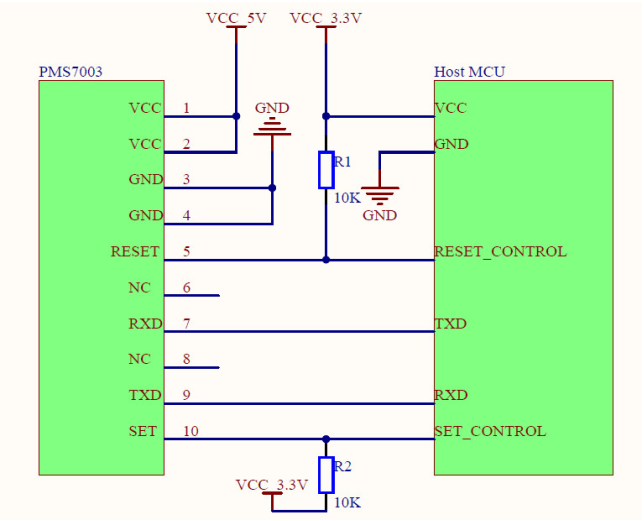 VCC_5V VCC_3.3V
PMS7003 Host MCU
VCC 1 GND VCC
VCC 2 GND
GND 3 R1
GND 4 10K GND
RESET 5 RESET_CONTROL
NC 6
RXD 7 TXD
NC 8
TXD 9 RXD
SET 10 SET_CONTROL
R2
VCC_3.3V
10K